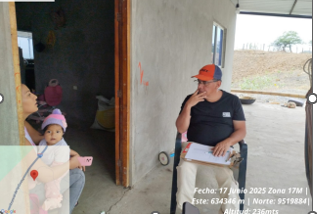 Fecha: 17 Junio 2025 Zona 17M |
Este: 634346 m | Norte: 9519884|
Altitud: 236mts